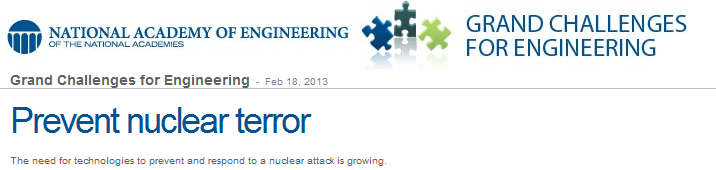 NATIONAL ACADEMY OF ENGINEERING
OF THE NATIONAL ACADEMIES
GRAND CHALLENGES
FOR ENGINEERING
Grand Challenges for Engineering - Feb 18, 2013
Prevent nuclear terror
The need for technologies to prevent and respond to a nuclear attack is growing.